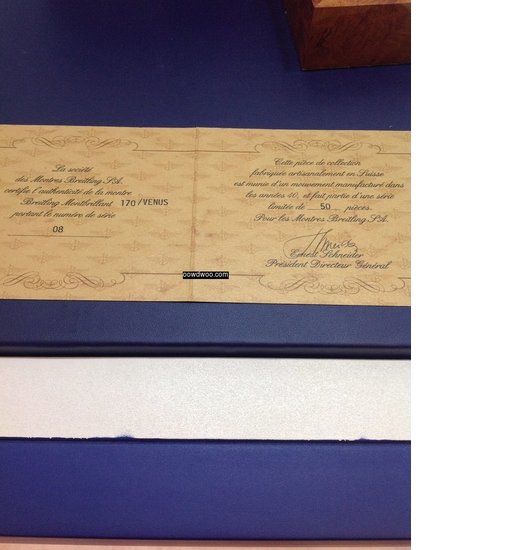 La société
des Montres Breitling S.A.
certifie l'authenticité de la montre
Breitling Montbrillant 170/VENUS
portant le numéro de série
08
Cette pièce de collection
fabriquée artisanalement en Suisse
est munie d'un mouvement manufacturé dans
les années 40, et fait partie d'une série
limitée de 50 pièces.
Pour les Montres Breitling S.A.
Ernest Schneider
Président Directeur Général
oowdwoo.com